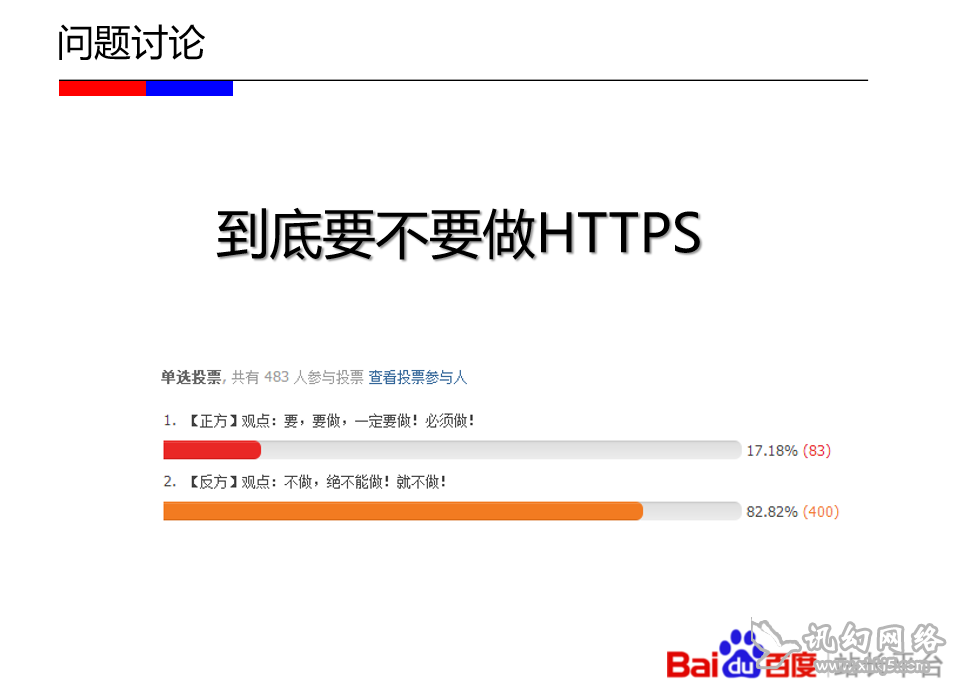 问题讨论
到底要不要做HTTPS
单选投票, 共有 483 人参与投票 查看投票参与人
1. 【正方】观点：要，要做，一定要做！必须做！
17.18% (83)
2. 【反方】观点：不做，绝不能做！就不做！
82.82% (400)
讯幻网络
Bai du 百度 站长平台